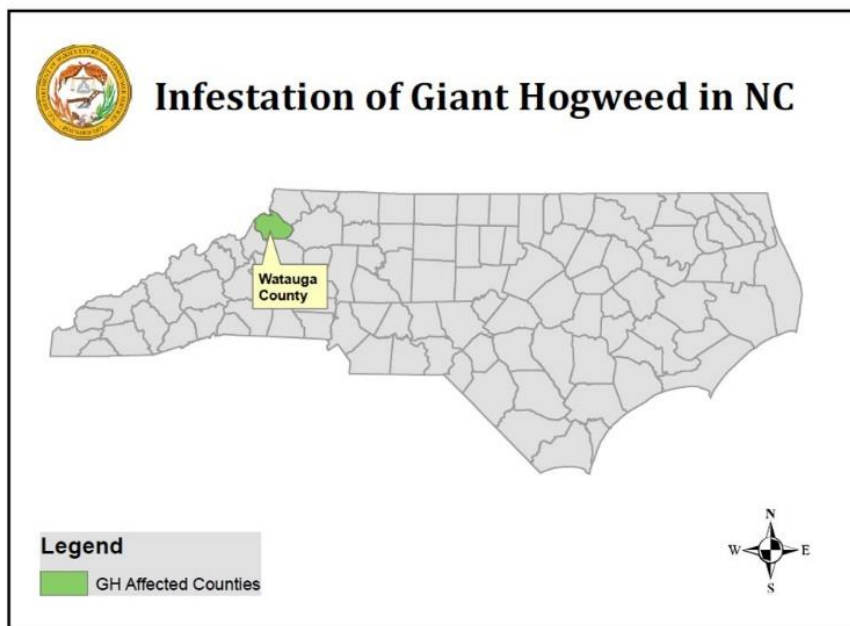 Infestation of Giant Hogweed in NC
Watauga
County
N
W
E
S
Legend
GH Affected Counties